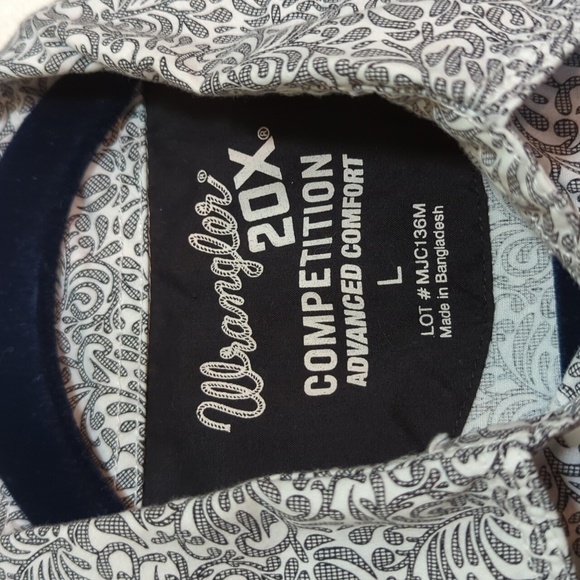 Wrangler®
20X®
COMPETITION
ADVANCED COMFORT
L
LOT # MJC136M
Made in Bangladesh